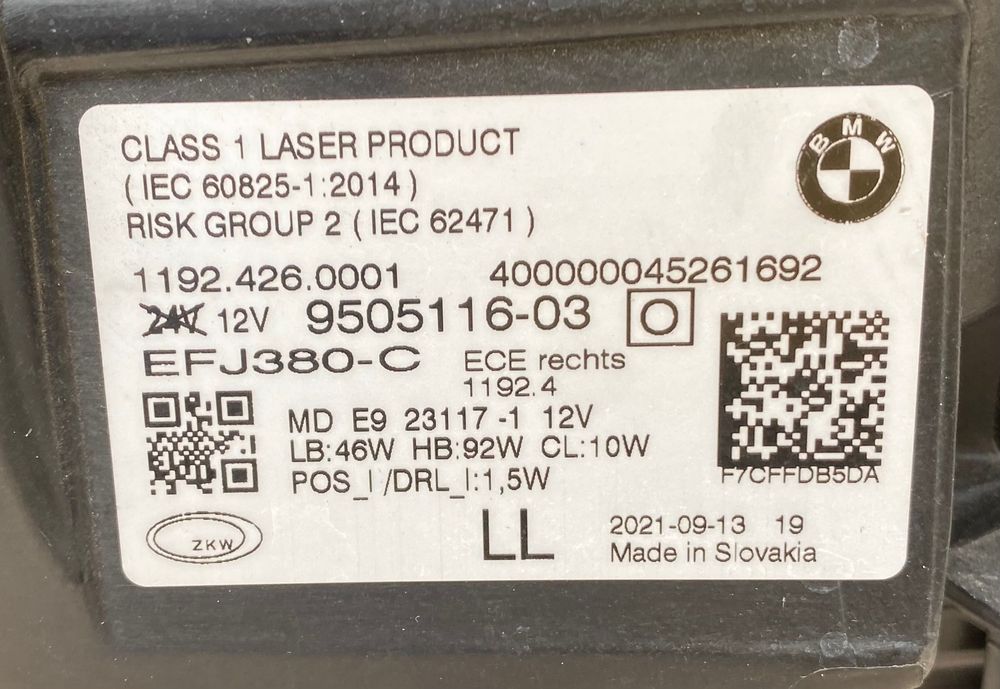 CLASS 1 LASER PRODUCT
( IEC 60825-1:2014 )
RISK GROUP 2 ( IEC 62471 )
BMW
1192.426.0001 400000045261692
24V 12V 9505116-03 O
EFJ380-C ECE rechts
1192.4
MD E9 23117 -1 12V
LB:46W HB:92W CL:10W
POS_I /DRL_I:1,5W
F7CFFDB5DA
ZKW
LL
2021-09-13 19
Made in Slovakia